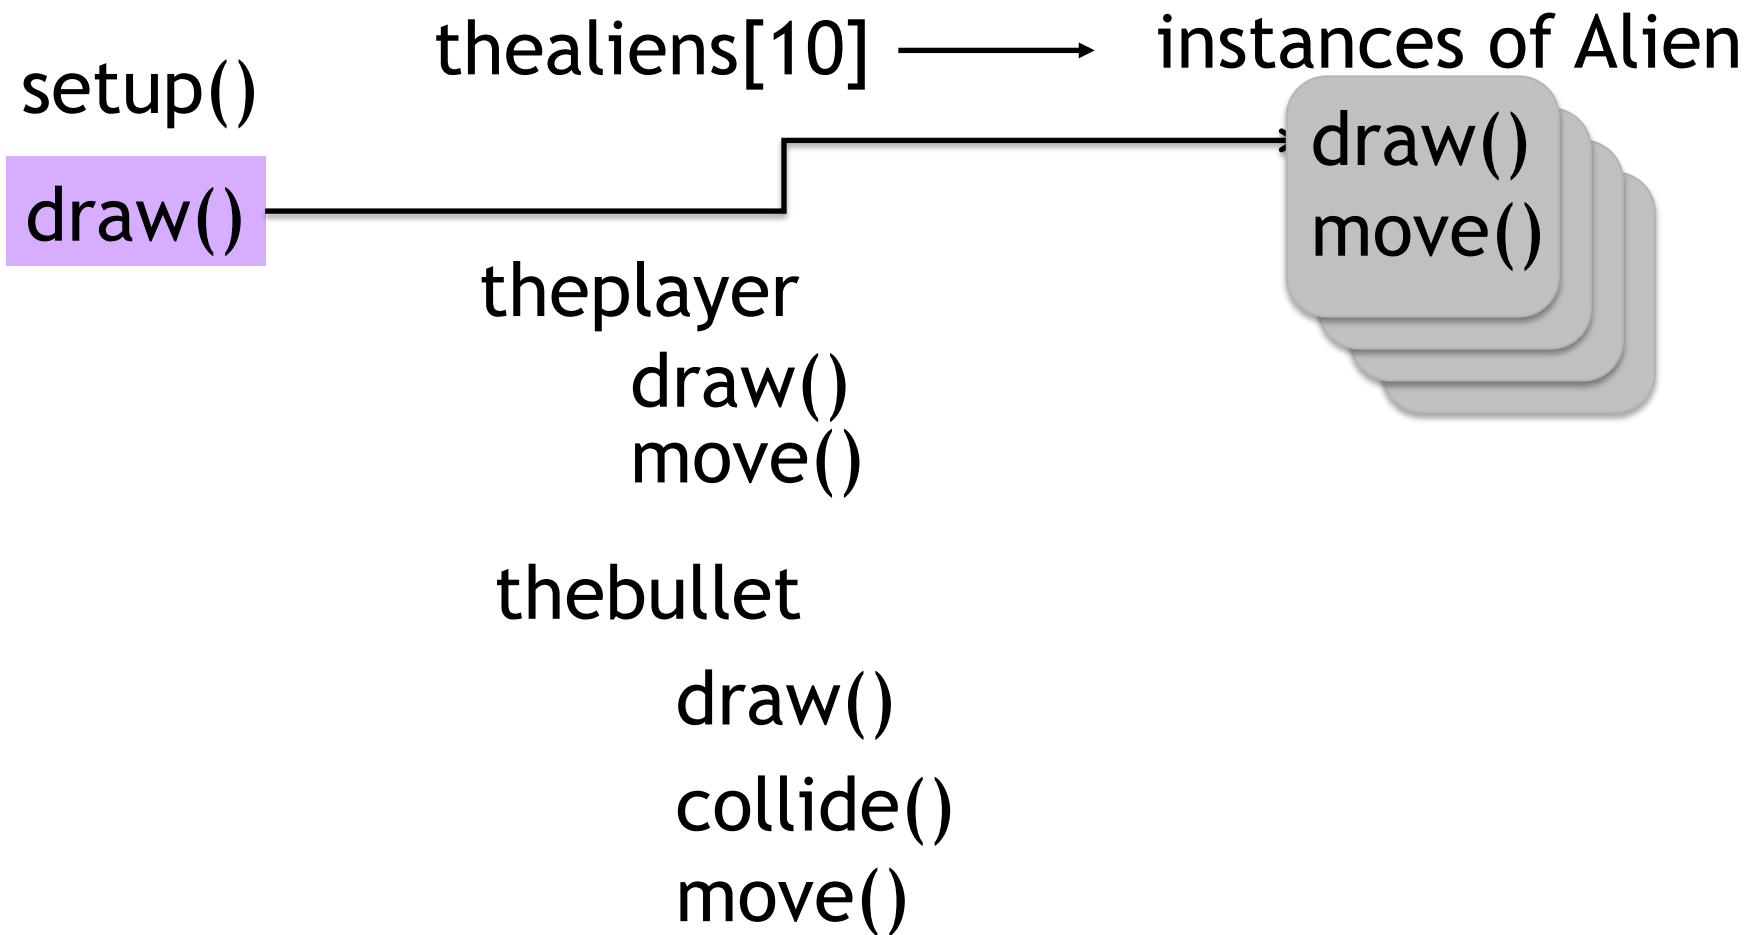 thealiens[10]
instances of Alien
setup()
draw()
draw()
move()
theplayer
draw()
move()
thebullet
draw()
collide()
move()